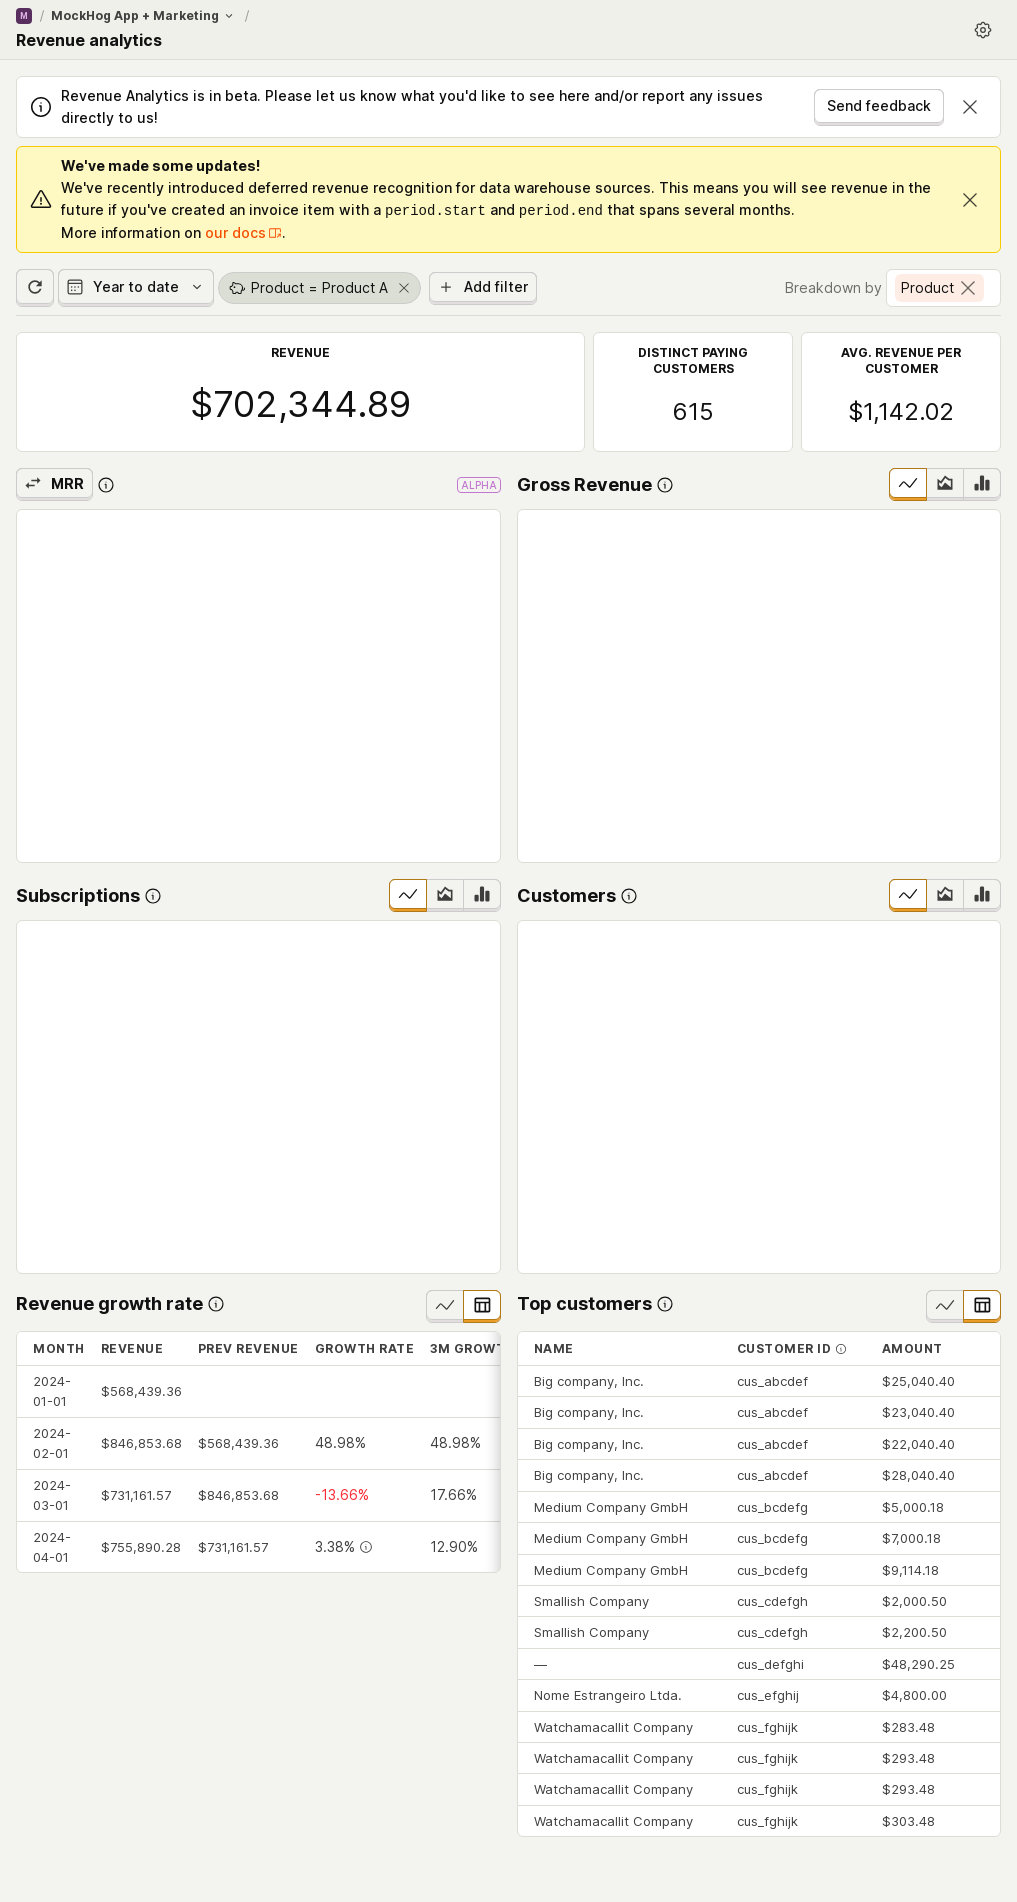 M / MockHog App + Marketing /
Revenue analytics
Revenue Analytics is in beta. Please let us know what you'd like to see here and/or report any issues
directly to us!
Send feedback
We've made some updates!
We've recently introduced deferred revenue recognition for data warehouse sources. This means you will see revenue in the
future if you've created an invoice item with a period.start and period.end that spans several months.
More information on our docs.
Year to date
Product = Product A
Add filter
Breakdown by Product
REVENUE
$702,344.89
DISTINCT PAYING
CUSTOMERS
615
AVG. REVENUE PER
CUSTOMER
$1,142.02
MRR
ALPHA
Gross Revenue
Subscriptions
Customers
Revenue growth rate
MONTH REVENUE PREV REVENUE GROWTH RATE 3M GROWT
2024-
01-01
$568,439.36
2024-
02-01
$846,853.68 $568,439.36 48.98% 48.98%
2024-
03-01
$731,161.57 $846,853.68 -13.66% 17.66%
2024-
04-01
$755,890.28 $731,161.57 3.38% 12.90%
Top customers
NAME CUSTOMER ID AMOUNT
Big company, Inc. cus_abcdef $25,040.40
Big company, Inc. cus_abcdef $23,040.40
Big company, Inc. cus_abcdef $22,040.40
Big company, Inc. cus_abcdef $28,040.40
Medium Company GmbH cus_bcdefg $5,000.18
Medium Company GmbH cus_bcdefg $7,000.18
Medium Company GmbH cus_bcdefg $9,114.18
Smallish Company cus_cdefgh $2,000.50
Smallish Company cus_cdefgh $2,200.50
— cus_defghi $48,290.25
Nome Estrangeiro Ltda. cus_efghij $4,800.00
Watchamacallit Company cus_fghijk $283.48
Watchamacallit Company cus_fghijk $293.48
Watchamacallit Company cus_fghijk $293.48
Watchamacallit Company cus_fghijk $303.48